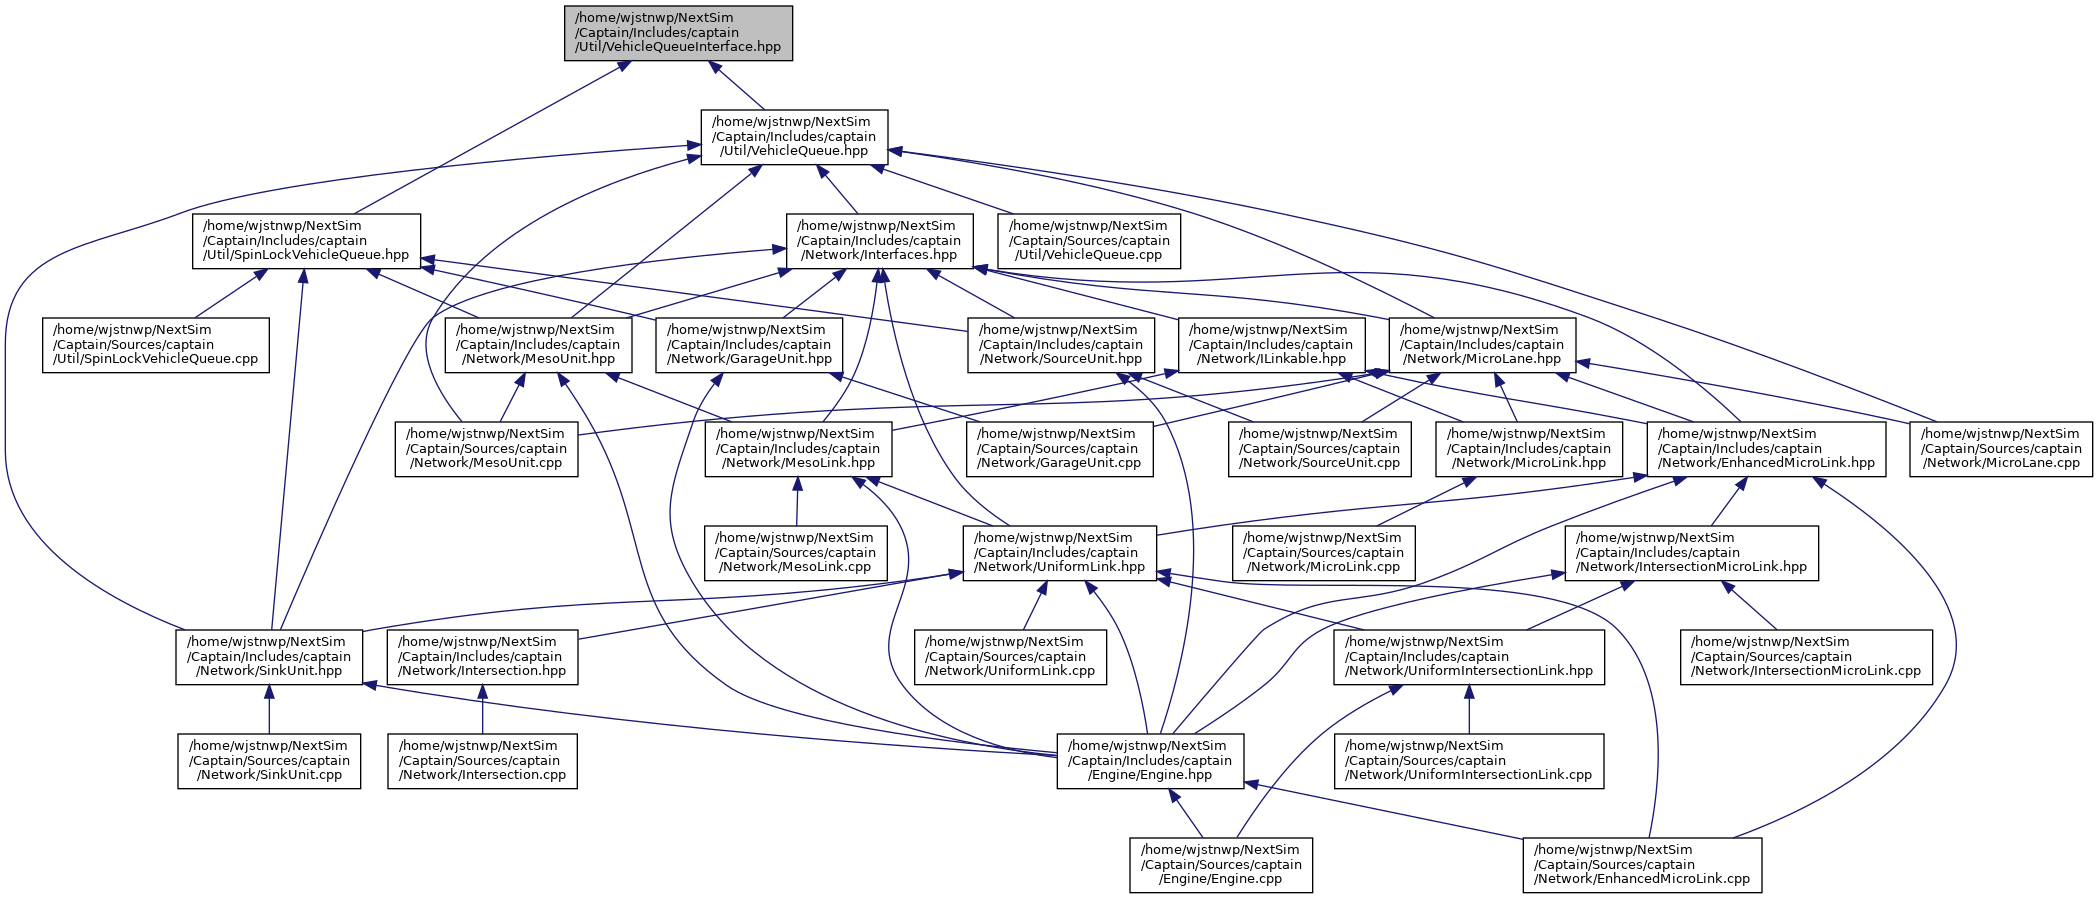 /home/wjstnwp/NextSim
/Captain/Includes/captain
/Util/VehicleQueueInterface.hpp
/home/wjstnwp/NextSim
/Captain/Includes/captain
/Util/VehicleQueue.hpp
/home/wjstnwp/NextSim
/Captain/Includes/captain
/Util/SpinLockVehicleQueue.hpp
/home/wjstnwp/NextSim
/Captain/Includes/captain
/Network/Interfaces.hpp
/home/wjstnwp/NextSim
/Captain/Sources/captain
/Util/VehicleQueue.cpp
/home/wjstnwp/NextSim
/Captain/Sources/captain
/Util/SpinLockVehicleQueue.cpp
/home/wjstnwp/NextSim
/Captain/Includes/captain
/Network/MesoUnit.hpp
/home/wjstnwp/NextSim
/Captain/Includes/captain
/Network/GarageUnit.hpp
/home/wjstnwp/NextSim
/Captain/Includes/captain
/Network/SourceUnit.hpp
/home/wjstnwp/NextSim
/Captain/Includes/captain
/Network/ILinkable.hpp
/home/wjstnwp/NextSim
/Captain/Includes/captain
/Network/MicroLane.hpp
/home/wjstnwp/NextSim
/Captain/Sources/captain
/Network/MesoUnit.cpp
/home/wjstnwp/NextSim
/Captain/Includes/captain
/Network/MesoLink.hpp
/home/wjstnwp/NextSim
/Captain/Sources/captain
/Network/GarageUnit.cpp
/home/wjstnwp/NextSim
/Captain/Sources/captain
/Network/SourceUnit.cpp
/home/wjstnwp/NextSim
/Captain/Includes/captain
/Network/MicroLink.hpp
/home/wjstnwp/NextSim
/Captain/Includes/captain
/Network/EnhancedMicroLink.hpp
/home/wjstnwp/NextSim
/Captain/Sources/captain
/Network/MicroLane.cpp
/home/wjstnwp/NextSim
/Captain/Sources/captain
/Network/MesoLink.cpp
/home/wjstnwp/NextSim
/Captain/Includes/captain
/Network/UniformLink.hpp
/home/wjstnwp/NextSim
/Captain/Sources/captain
/Network/MicroLink.cpp
/home/wjstnwp/NextSim
/Captain/Includes/captain
/Network/IntersectionMicroLink.hpp
/home/wjstnwp/NextSim
/Captain/Includes/captain
/Network/SinkUnit.hpp
/home/wjstnwp/NextSim
/Captain/Includes/captain
/Network/Intersection.hpp
/home/wjstnwp/NextSim
/Captain/Sources/captain
/Network/UniformLink.cpp
/home/wjstnwp/NextSim
/Captain/Includes/captain
/Network/UniformIntersectionLink.hpp
/home/wjstnwp/NextSim
/Captain/Sources/captain
/Network/IntersectionMicroLink.cpp
/home/wjstnwp/NextSim
/Captain/Sources/captain
/Network/SinkUnit.cpp
/home/wjstnwp/NextSim
/Captain/Sources/captain
/Network/Intersection.cpp
/home/wjstnwp/NextSim
/Captain/Includes/captain
/Engine/Engine.hpp
/home/wjstnwp/NextSim
/Captain/Sources/captain
/Network/UniformIntersectionLink.cpp
/home/wjstnwp/NextSim
/Captain/Sources/captain
/Engine/Engine.cpp
/home/wjstnwp/NextSim
/Captain/Sources/captain
/Network/EnhancedMicroLink.cpp